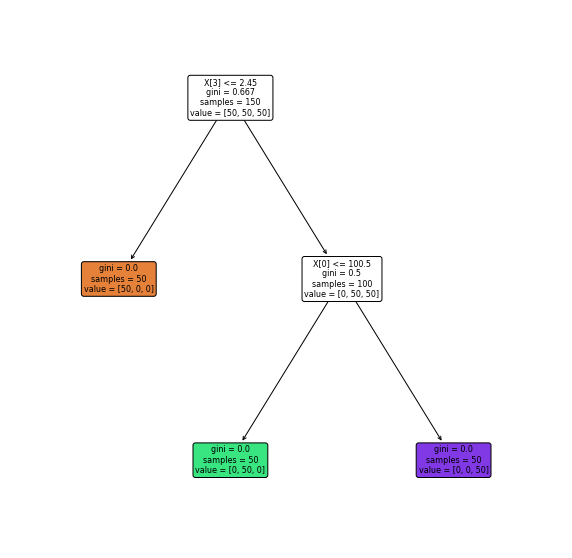 X[3] <= 2.45
gini = 0.667
samples = 150
value = [50, 50, 50]
gini = 0.0
samples = 50
value = [50, 0, 0]
X[0] <= 100.5
gini = 0.5
samples = 100
value = [0, 50, 50]
gini = 0.0
samples = 50
value = [0, 50, 0]
gini = 0.0
samples = 50
value = [0, 0, 50]